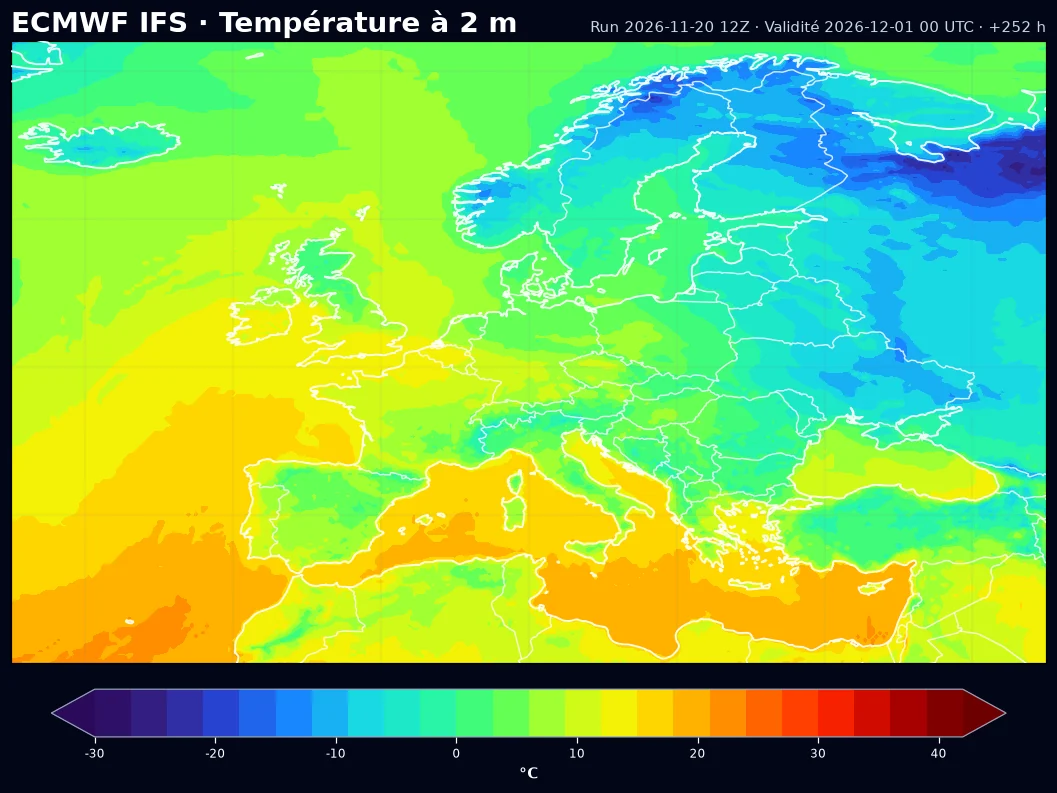 ECMWF IFS · Température à 2 m
Run 2026-11-20 12Z · Validité 2026-12-01 00 UTC · +252 h
-30 -20 -10 0 10 20 30 40
°C